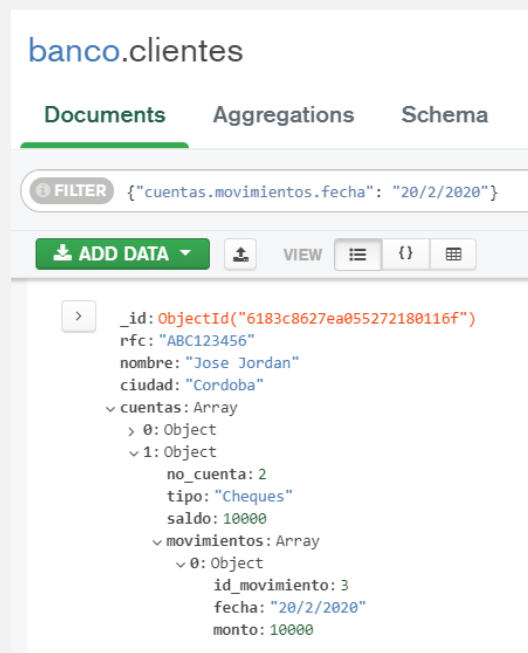 banco.clientes
Documents Aggregations Schema
FILTER {"cuentas.movimientos.fecha": "20/2/2020"}
ADD DATA VIEW {}
_id: ObjectId("6183c8627ea055272180116f")
rfc: "ABC123456"
nombre: "Jose Jordan"
ciudad: "Cordoba"
cuentas: Array
0: Object
1: Object
no_cuenta: 2
tipo: "Cheques"
saldo: 10000
movimientos: Array
0: Object
id_movimiento: 3
fecha: "20/2/2020"
monto: 10000